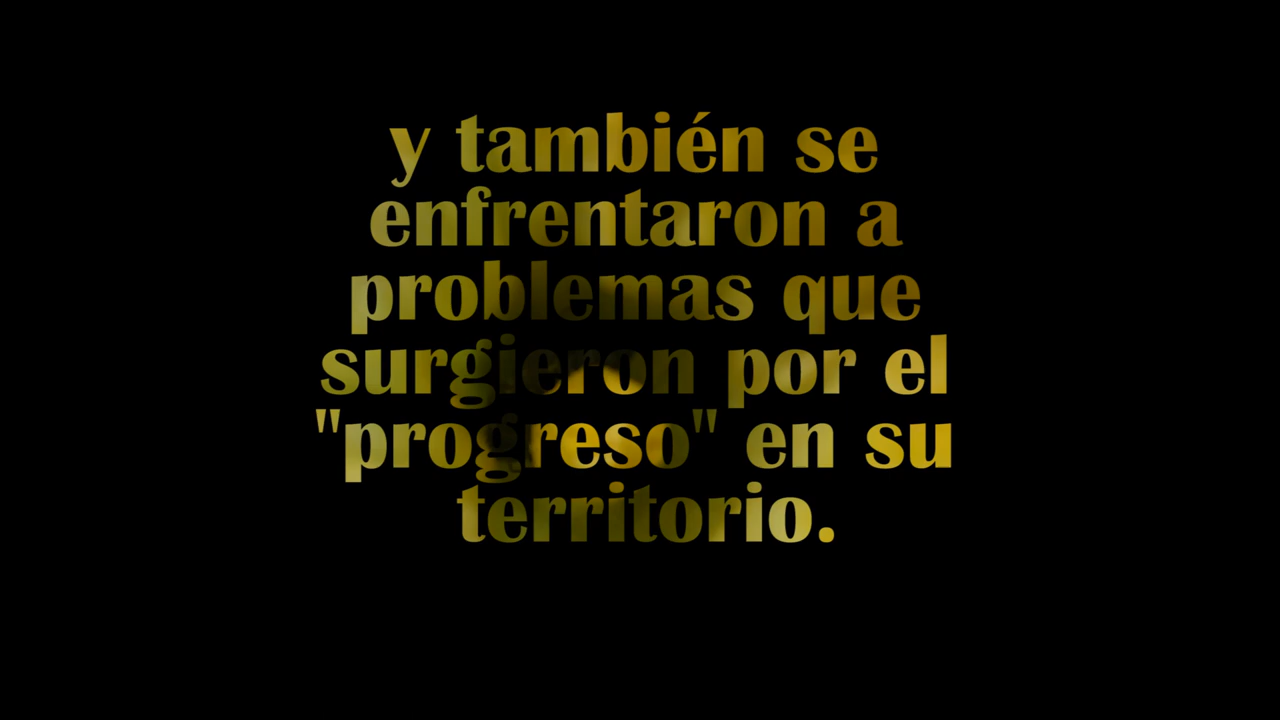 y también se
enfrentaron a
problemas que
surgieron por el
"progreso" en su
territorio.